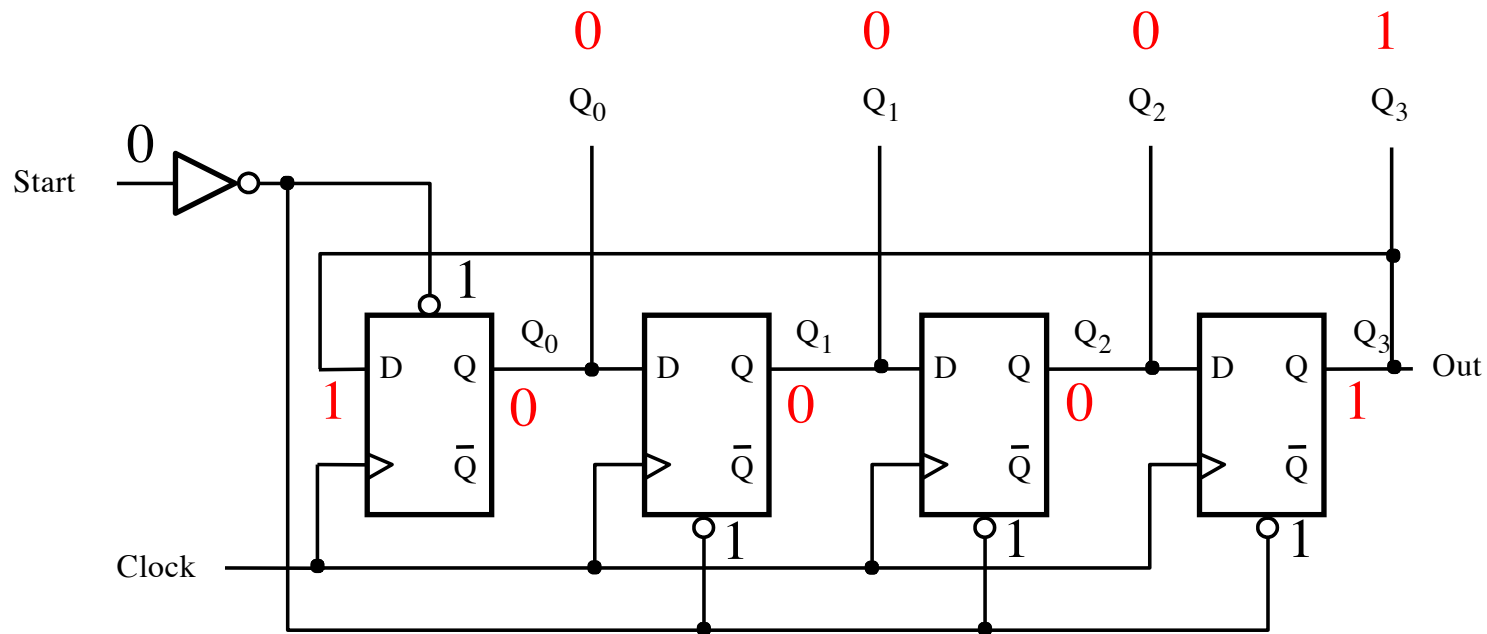 0 0 0 1
Q0 Q1 Q2 Q3
0
Start
1
Q0 Q1 Q2 Q3
D Q D Q D Q D Q Out
1 0 0 0 1
Q̅ Q̅ Q̅ Q̅
1 1 1
Clock